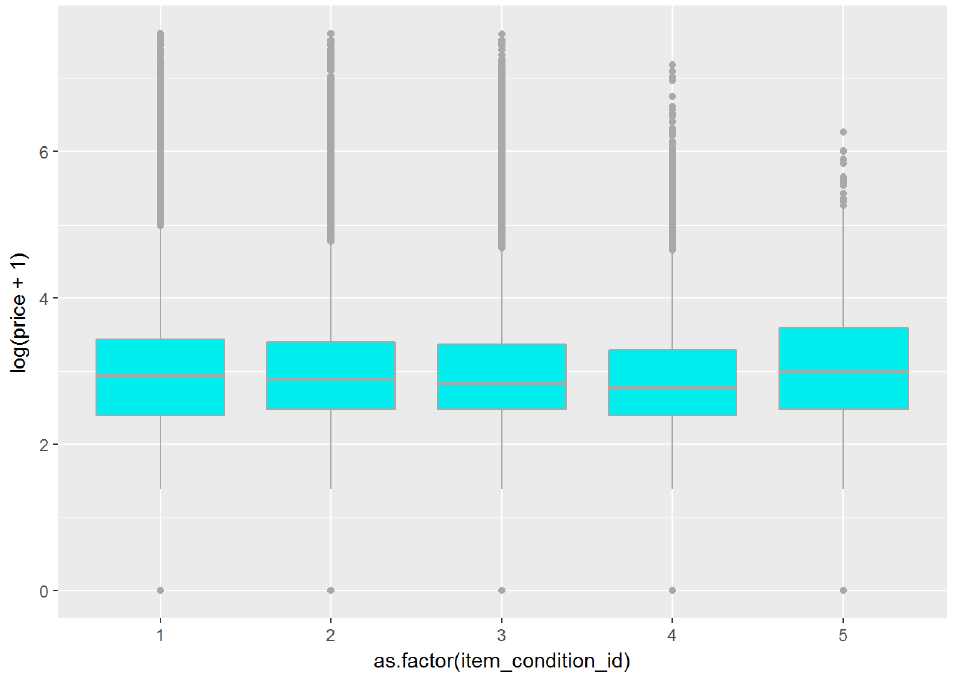 log(price + 1)
6
4
2
0
1 2 3 4 5
as.factor(item_condition_id)